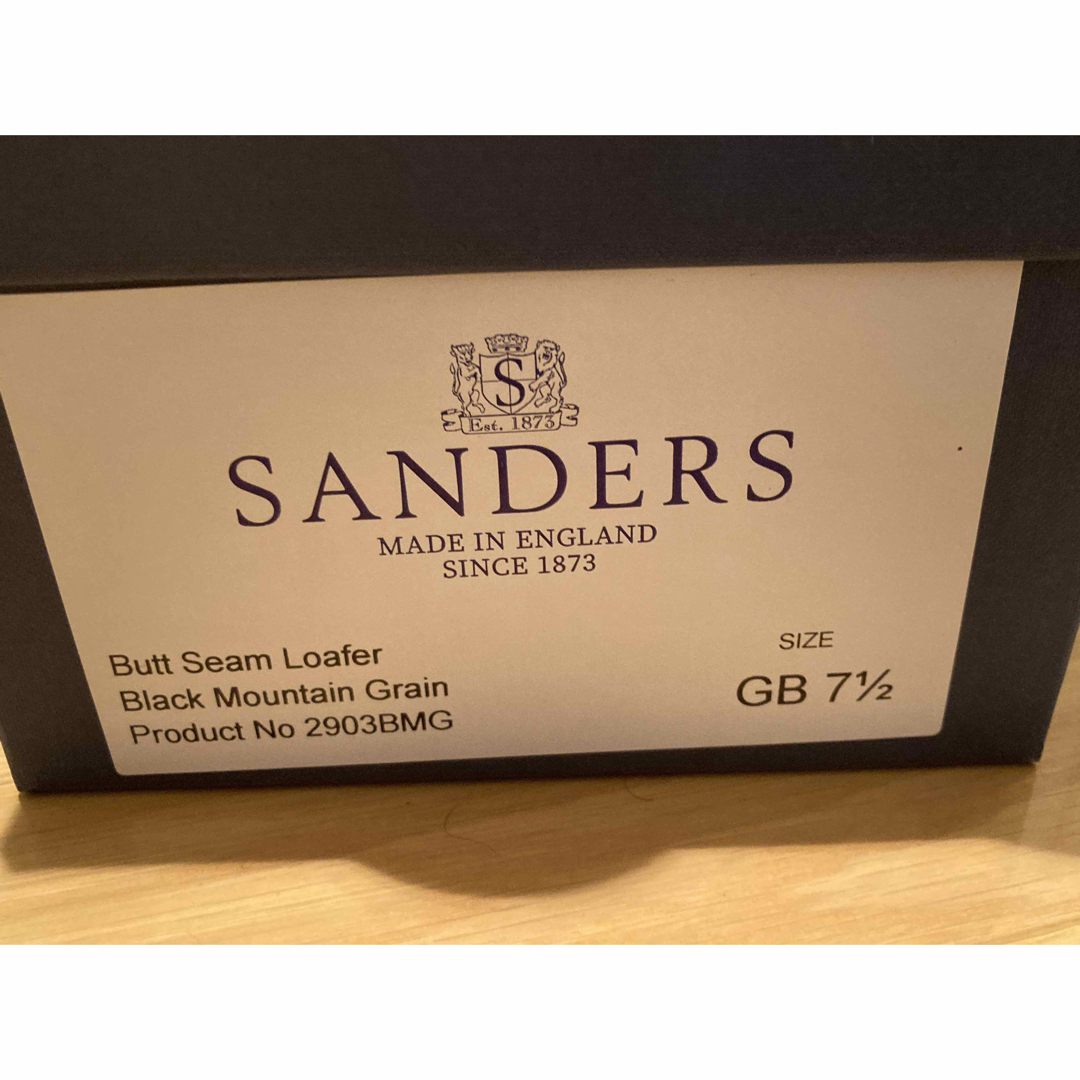 S
Est. 1873
SANDERS
MADE IN ENGLAND
SINCE 1873
Butt Seam Loafer
Black Mountain Grain
Product No 2903BMG
SIZE
GB 7½